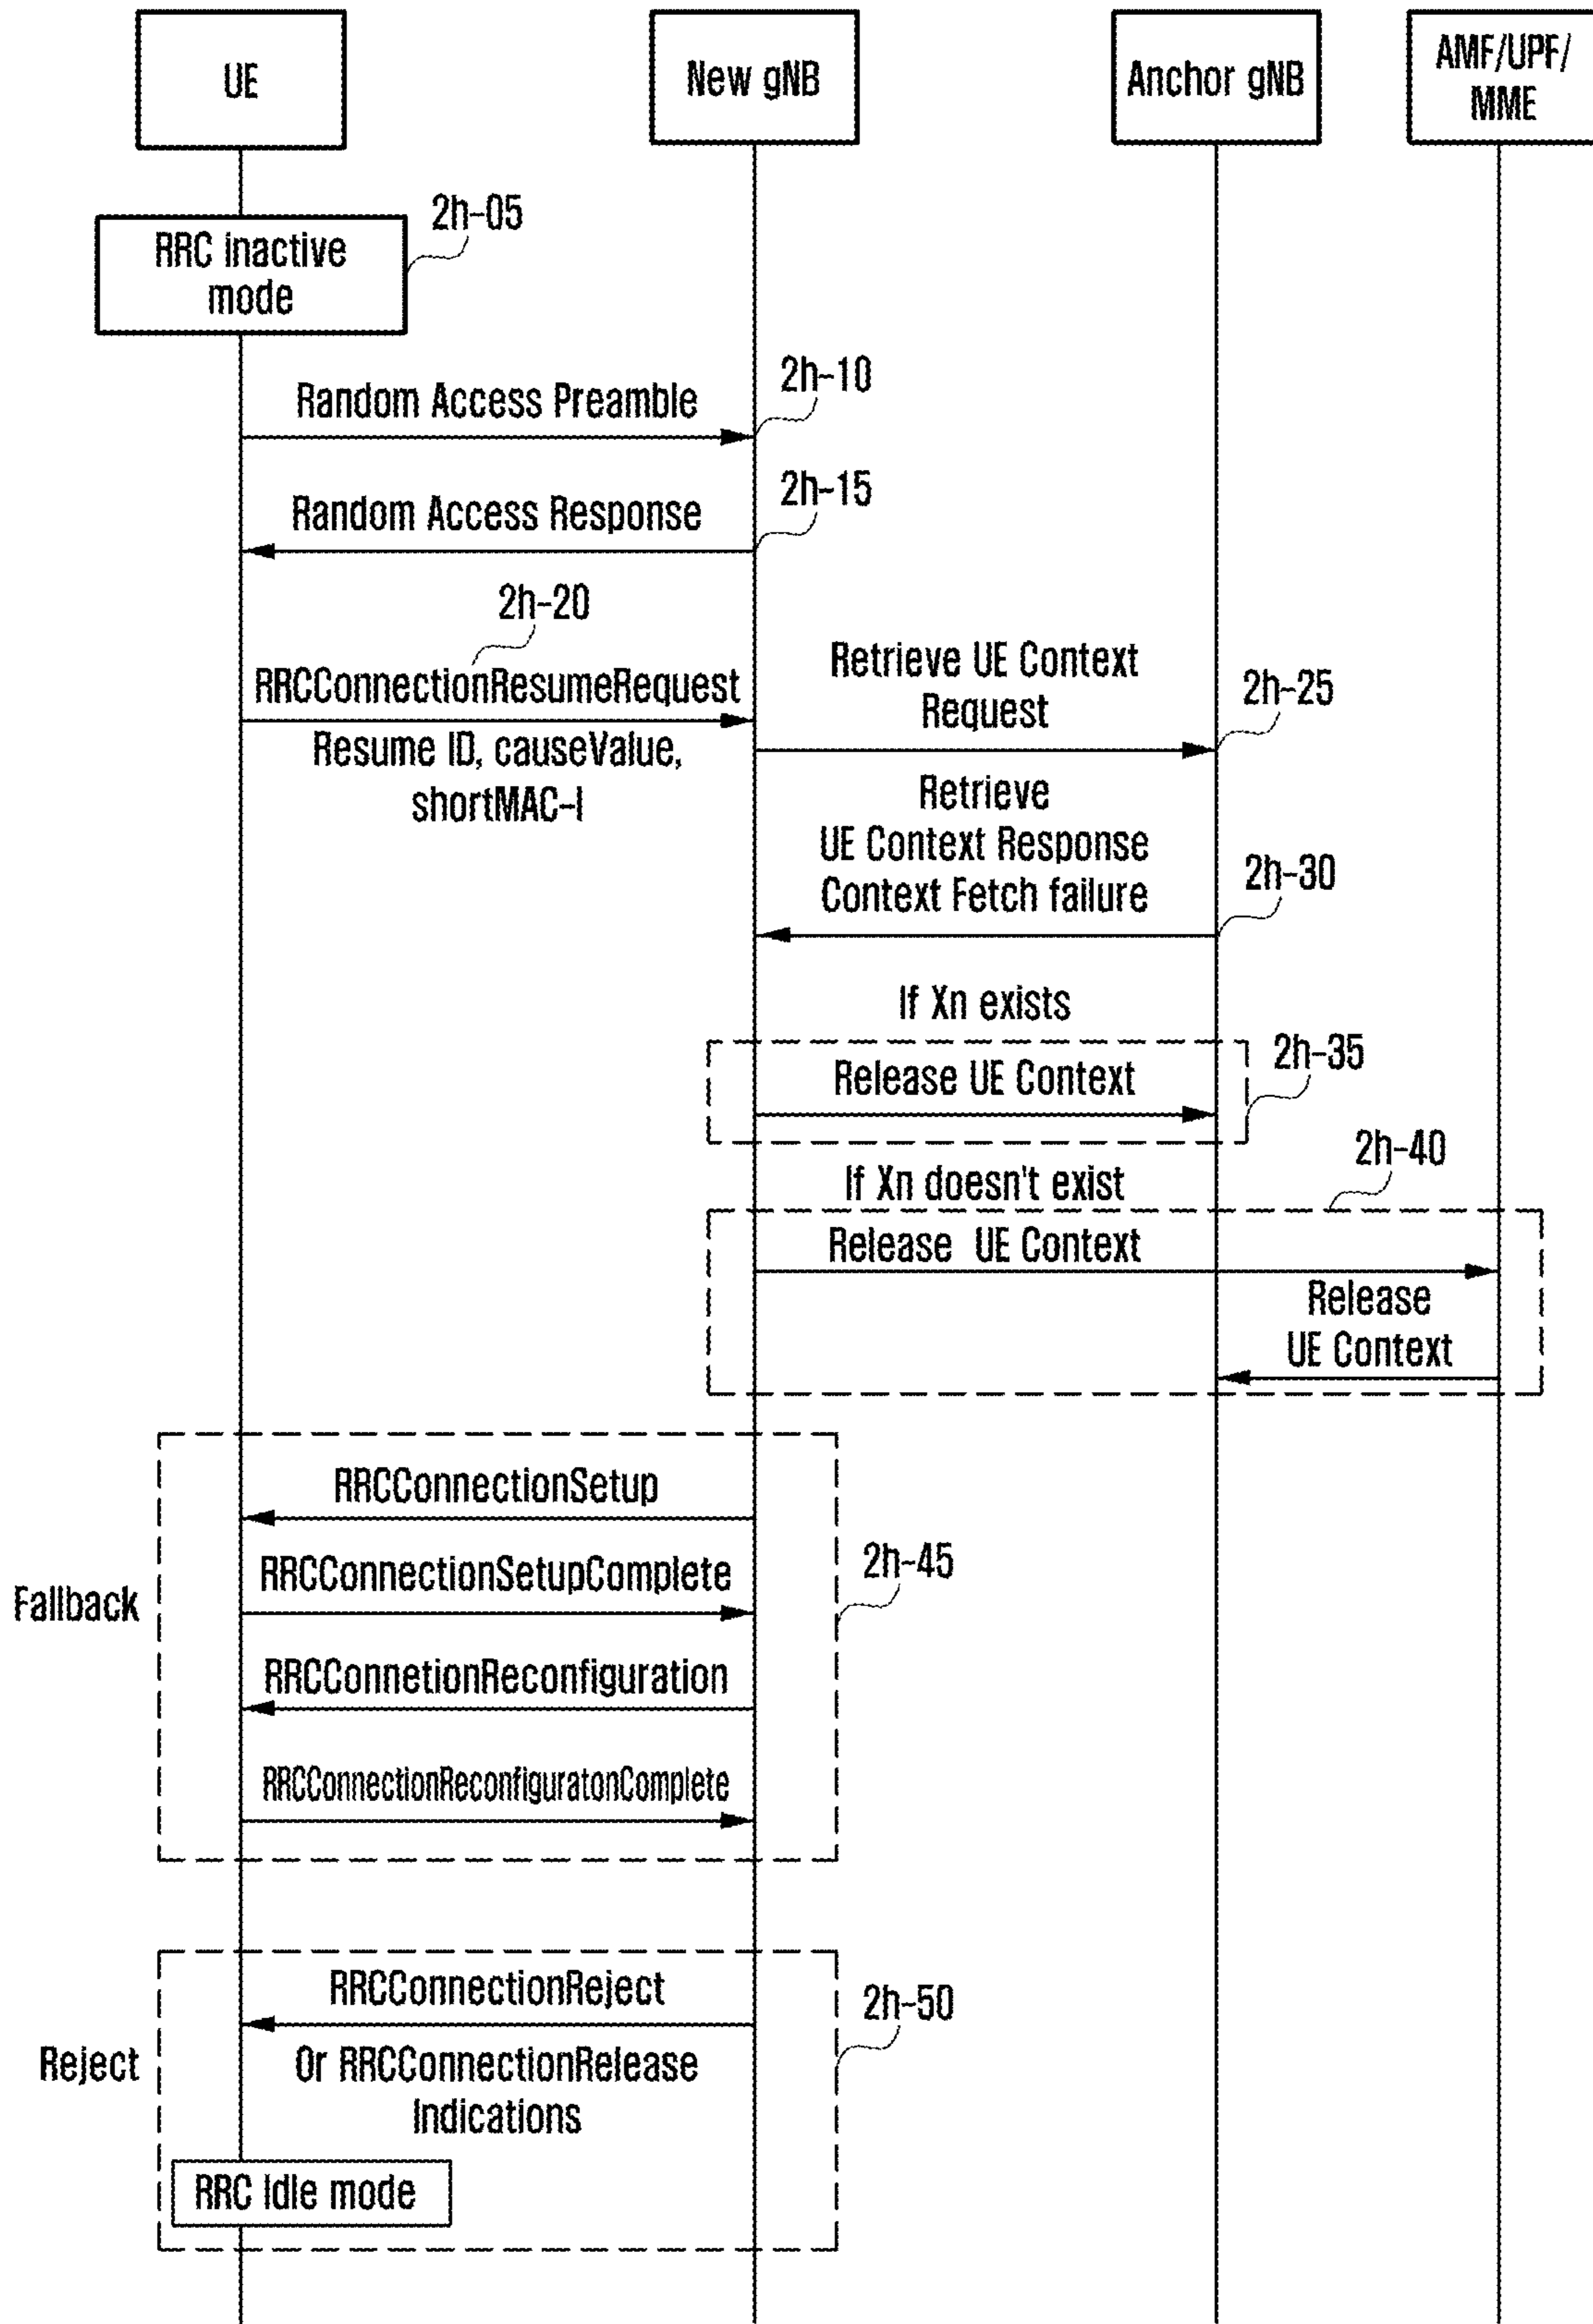 UE
New gNB
Anchor gNB
AMF/UPF/
MME
2h-05
RRC inactive
mode
2h-10
Random Access Preamble
2h-15
Random Access Response
2h-20
RRCConnectionResumeRequest
Resume ID, causeValue,
shortMAC-I
Retrieve UE Context
Request
2h-25
Retrieve
UE Context Response
Context Fetch failure
2h-30
If Xn exists
2h-35
Release UE Context
2h-40
If Xn doesn't exist
Release UE Context
Release
UE Context
Fallback
RRCConnectionSetup
2h-45
RRCConnectionSetupComplete
RRCConnetionReconfiguration
RRCConnectionReconfiguratonComplete
Reject
RRCConnectionReject
2h-50
Or RRCConnectionRelease
Indications
RRC Idle mode